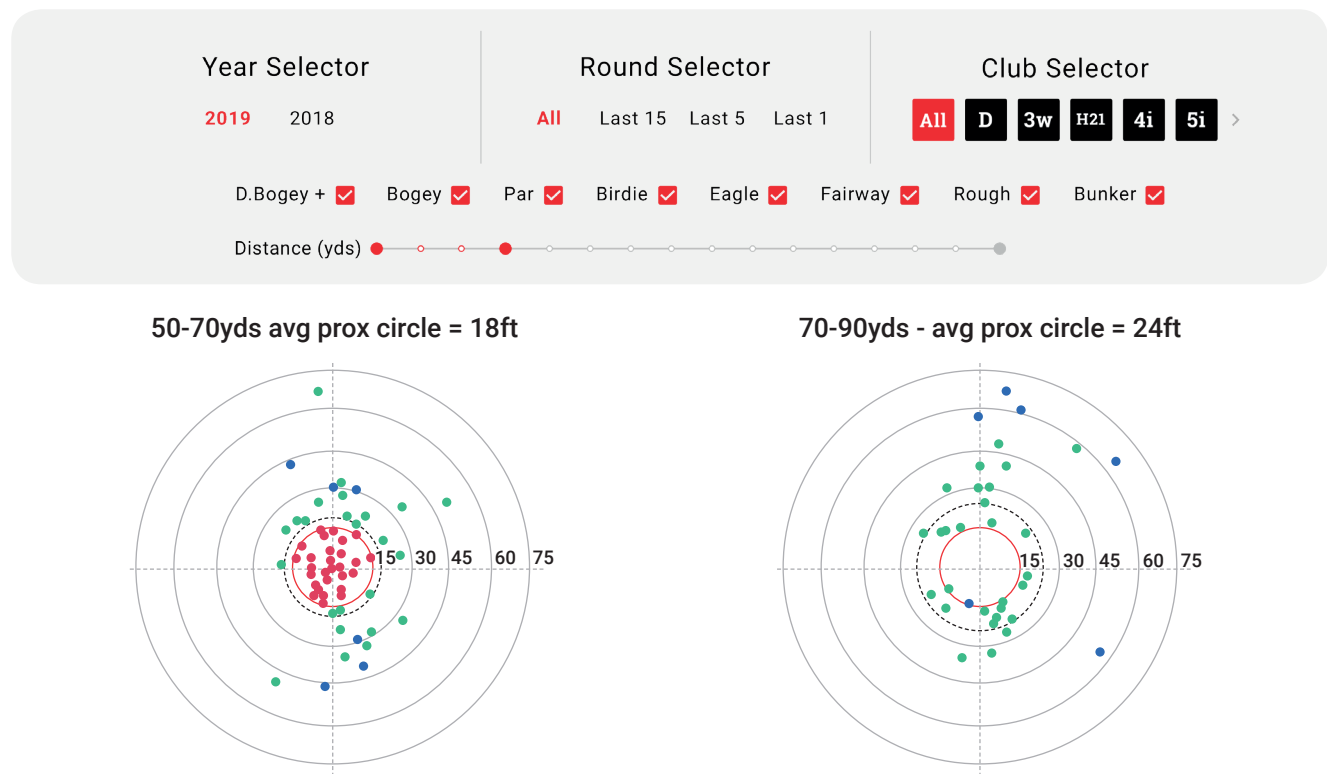 Year Selector
Round Selector
Club Selector
2019 2018
All Last 15 Last 5 Last 1
All D 3w H21 4i 5i
D.Bogey + Bogey Par Birdie Eagle Fairway Rough Bunker
Distance (yds)
50-70yds avg prox circle = 18ft
70-90yds - avg prox circle = 24ft
15 30 45 60 75
15 30 45 60 75